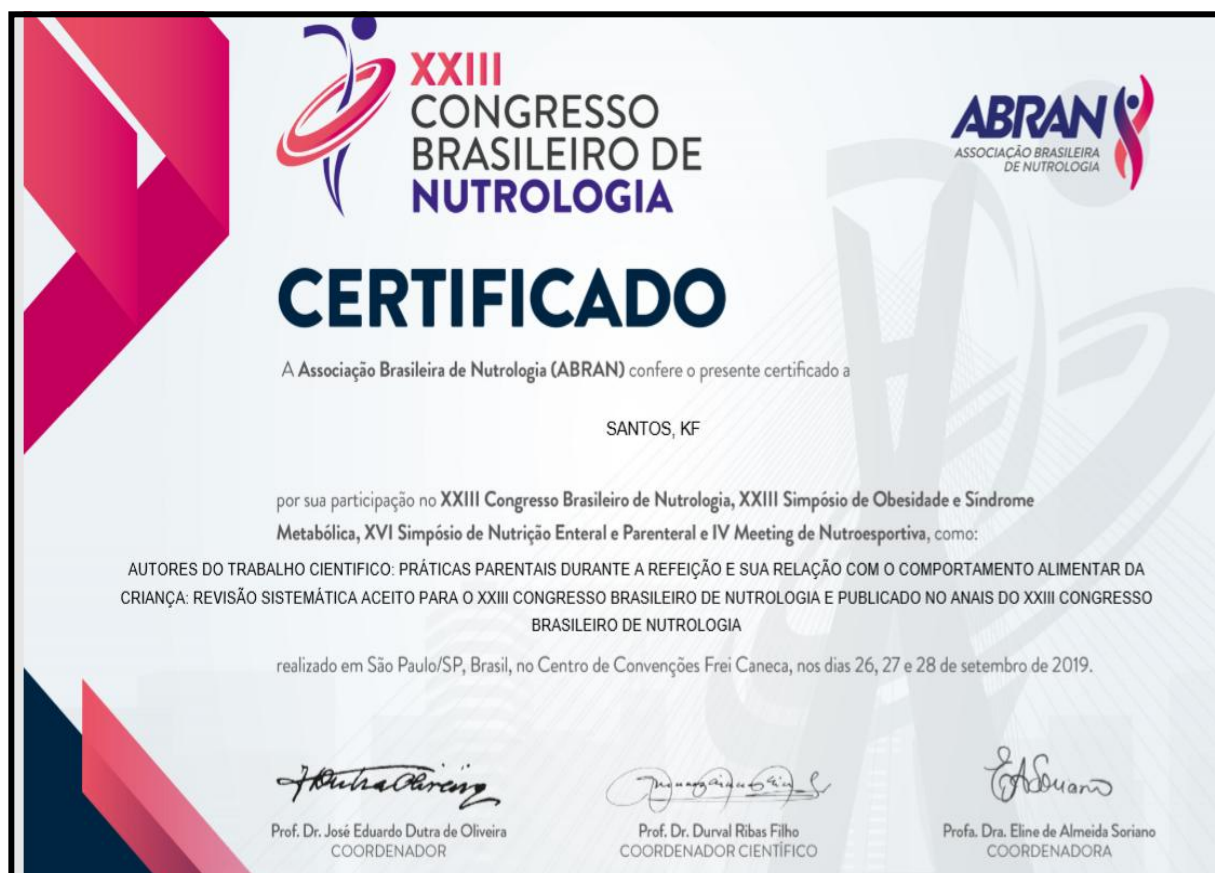 XXIII
CONGRESSO
BRASILEIRO DE
NUTROLOGIA
ABRAN
ASSOCIAÇÃO BRASILEIRA
DE NUTROLOGIA
CERTIFICADO
A Associação Brasileira de Nutrologia (ABRAN) confere o presente certificado a
SANTOS, KF
por sua participação no XXIII Congresso Brasileiro de Nutrologia, XXIII Simpósio de Obesidade e Síndrome
Metabólica, XVI Simpósio de Nutrição Enteral e Parenteral e IV Meeting de Nutroesportiva, como:
AUTORES DO TRABALHO CIENTIFICO: PRÁTICAS PARENTAIS DURANTE A REFEIÇÃO E SUA RELAÇÃO COM O COMPORTAMENTO ALIMENTAR DA
CRIANÇA: REVISÃO SISTEMÁTICA ACEITO PARA O XXIII CONGRESSO BRASILEIRO DE NUTROLOGIA E PUBLICADO NO ANAIS DO XXIII CONGRESSO
BRASILEIRO DE NUTROLOGIA
realizado em São Paulo/SP, Brasil, no Centro de Convenções Frei Caneca, nos dias 26, 27 e 28 de setembro de 2019.
Prof. Dr. José Eduardo Dutra de Oliveira
COORDENADOR
Prof. Dr. Durval Ribas Filho
COORDENADOR CIENTÍFICO
Profa. Dra. Eline de Almeida Soriano
COORDENADORA